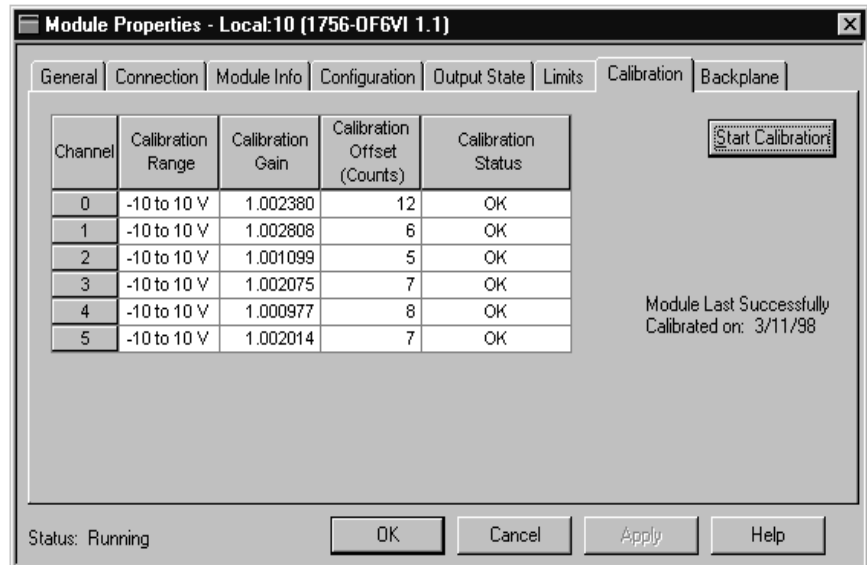 Module Properties - Local:10 (1756-OF6VI 1.1)
General Connection Module Info Configuration Output State Limits Calibration Backplane
Channel Calibration Range Calibration Gain Calibration Offset (Counts) Calibration Status
Start Calibration
0 -10 to 10 V 1.002380 12 OK
1 -10 to 10 V 1.002808 6 OK
2 -10 to 10 V 1.001099 5 OK
3 -10 to 10 V 1.002075 7 OK
4 -10 to 10 V 1.000977 8 OK
5 -10 to 10 V 1.002014 7 OK
Module Last Successfully
Calibrated on: 3/11/98
Status: Running
OK Cancel Apply Help